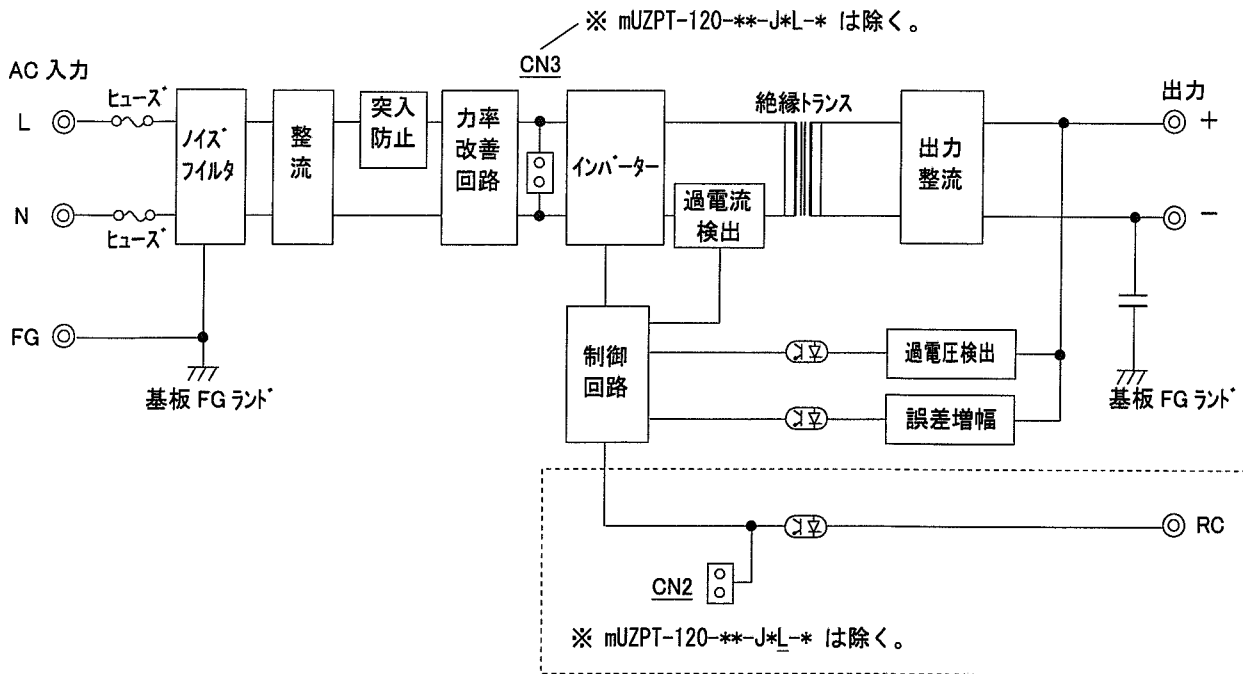 ※ mUZPT-120-**-J*L-* は除く。
CN3
AC 入力
L
ヒューズ
ノイズ
フイルタ
整
流
突入
防止
力率
改善
回路
インバーター
絶縁トランス
出力
整流
出力
+
N
ヒューズ
過電流
検出
−
FG
基板 FG ランド
制御
回路
過電圧検出
誤差増幅
基板 FG ランド
RC
CN2
※ mUZPT-120-**-J*L-* は除く。